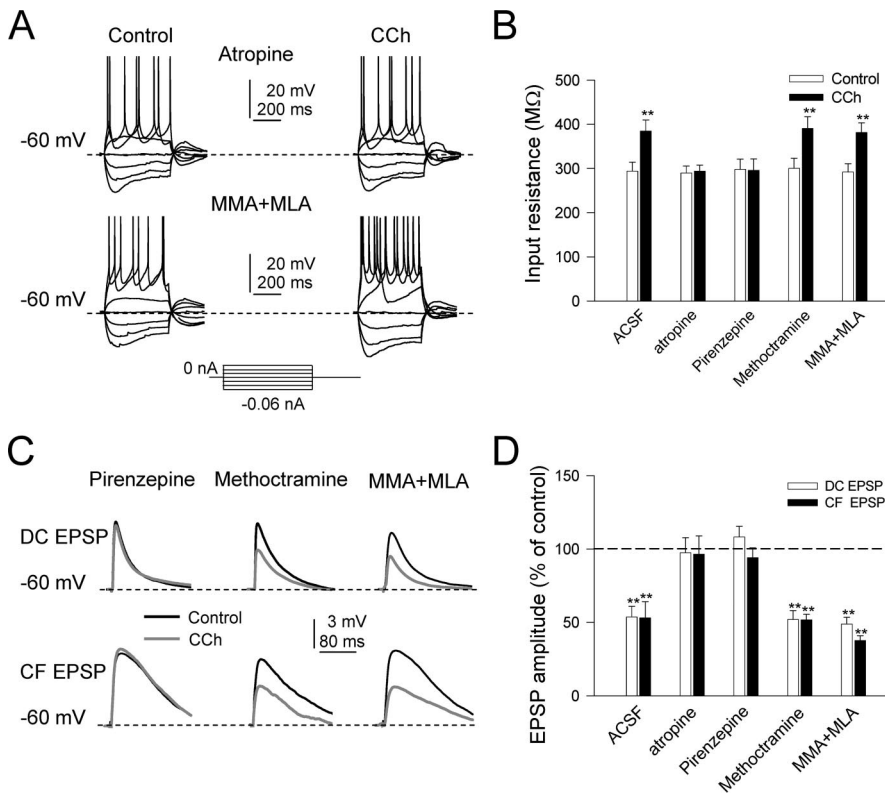 A
Control
CCh
Atropine
20 mV
200 ms
-60 mV
MMA+MLA
20 mV
200 ms
-60 mV
0 nA
-0.06 nA
B
Input resistance (MΩ)
500
400
300
200
100
0
Control
CCh
**
**
**
ACSF
atropine
Pirenzepine
Methoctramine
MMA+MLA
C
Pirenzepine
Methoctramine
MMA+MLA
DC EPSP
-60 mV
Control
CCh
3 mV
80 ms
CF EPSP
-60 mV
D
EPSP amplitude (% of control)
150
100
50
0
DC EPSP
CF EPSP
** **
** **
**
**
ACSF
atropine
Pirenzepine
Methoctramine
MMA+MLA